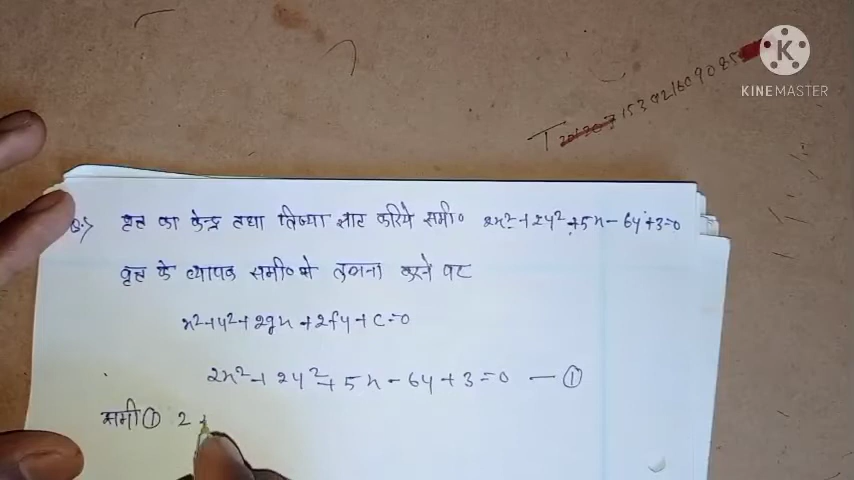 KINEMASTER
Q.> वृत्त का केन्द्र तथा त्रिज्या ज्ञात करिये समी० 2x²+2y²+5x-6y+3=0
वृत्त के व्यापक समी० से तुलना करने पर
x²+y²+2gx+2fy+c=0
2x²+2y²+5x-6y+3=0 — ①
समी ① 2